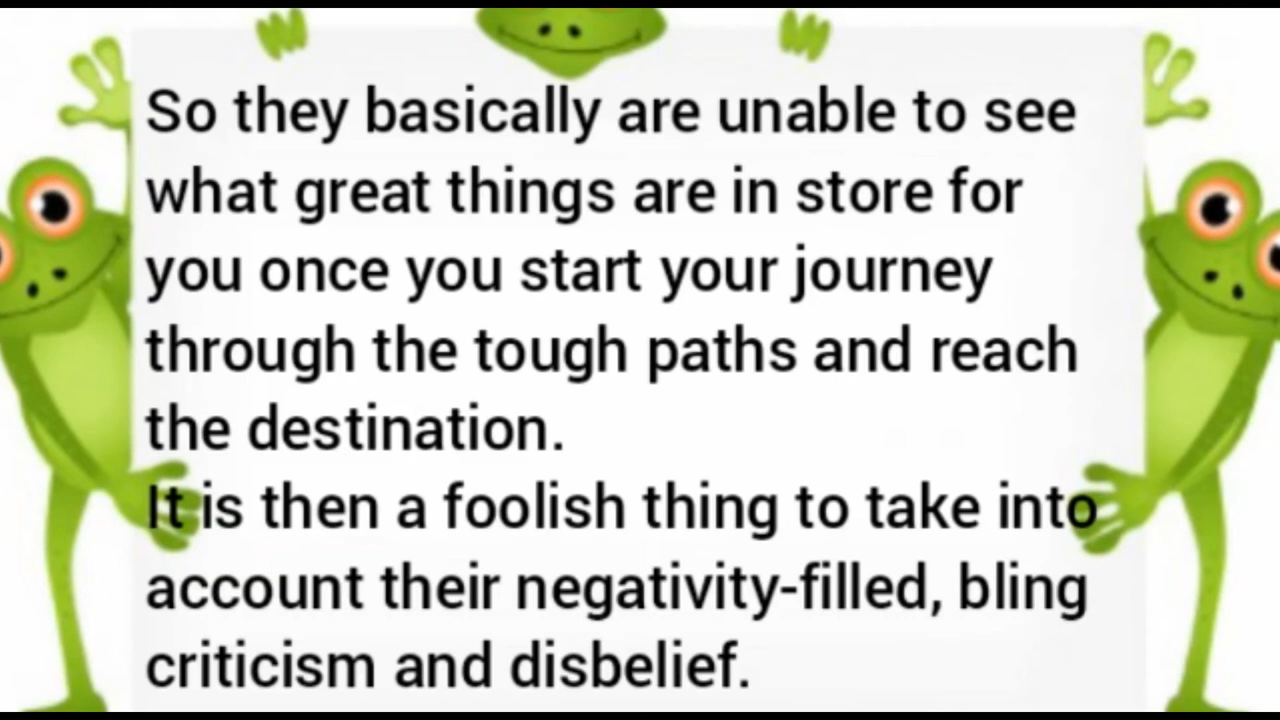 So they basically are unable to see
what great things are in store for
you once you start your journey
through the tough paths and reach
the destination.
It is then a foolish thing to take into
account their negativity-filled, bling
criticism and disbelief.